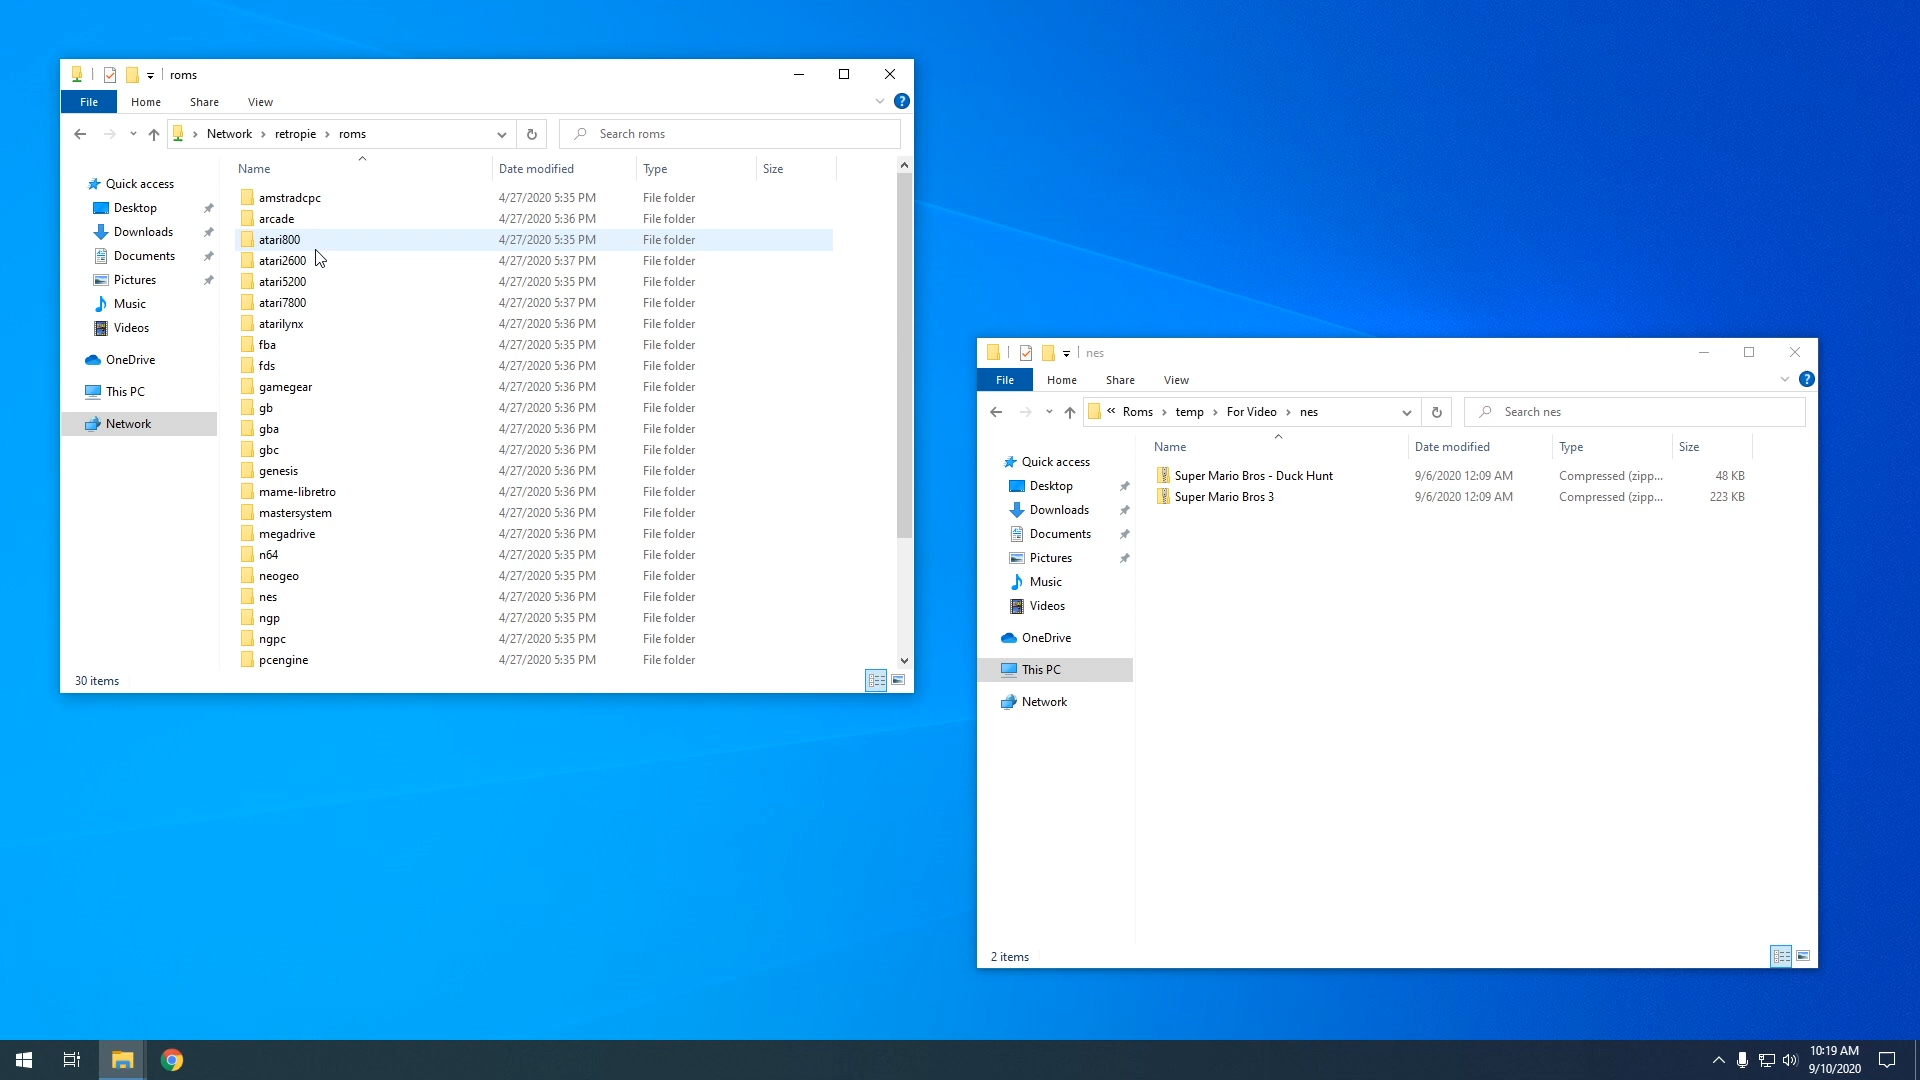 roms
File Home Share View
Network retropie roms Search roms
Name Date modified Type Size
Quick access
Desktop
Downloads
Documents
Pictures
Music
Videos
OneDrive
This PC
Network
amstradcpc 4/27/2020 5:35 PM File folder
arcade 4/27/2020 5:36 PM File folder
atari800 4/27/2020 5:35 PM File folder
atari2600 4/27/2020 5:37 PM File folder
atari5200 4/27/2020 5:35 PM File folder
atari7800 4/27/2020 5:37 PM File folder
atarilynx 4/27/2020 5:36 PM File folder
fba 4/27/2020 5:35 PM File folder
fds 4/27/2020 5:36 PM File folder
gamegear 4/27/2020 5:36 PM File folder
gb 4/27/2020 5:36 PM File folder
gba 4/27/2020 5:36 PM File folder
gbc 4/27/2020 5:36 PM File folder
genesis 4/27/2020 5:36 PM File folder
mame-libretro 4/27/2020 5:36 PM File folder
mastersystem 4/27/2020 5:36 PM File folder
megadrive 4/27/2020 5:36 PM File folder
n64 4/27/2020 5:35 PM File folder
neogeo 4/27/2020 5:35 PM File folder
nes 4/27/2020 5:36 PM File folder
ngp 4/27/2020 5:35 PM File folder
ngpc 4/27/2020 5:35 PM File folder
pcengine 4/27/2020 5:35 PM File folder
30 items
nes
File Home Share View
« Roms temp For Video nes Search nes
Name Date modified Type Size
Quick access
Desktop
Downloads
Documents
Pictures
Music
Videos
OneDrive
This PC
Network
Super Mario Bros - Duck Hunt 9/6/2020 12:09 AM Compressed (zipp... 48 KB
Super Mario Bros 3 9/6/2020 12:09 AM Compressed (zipp... 223 KB
2 items
10:19 AM
9/10/2020